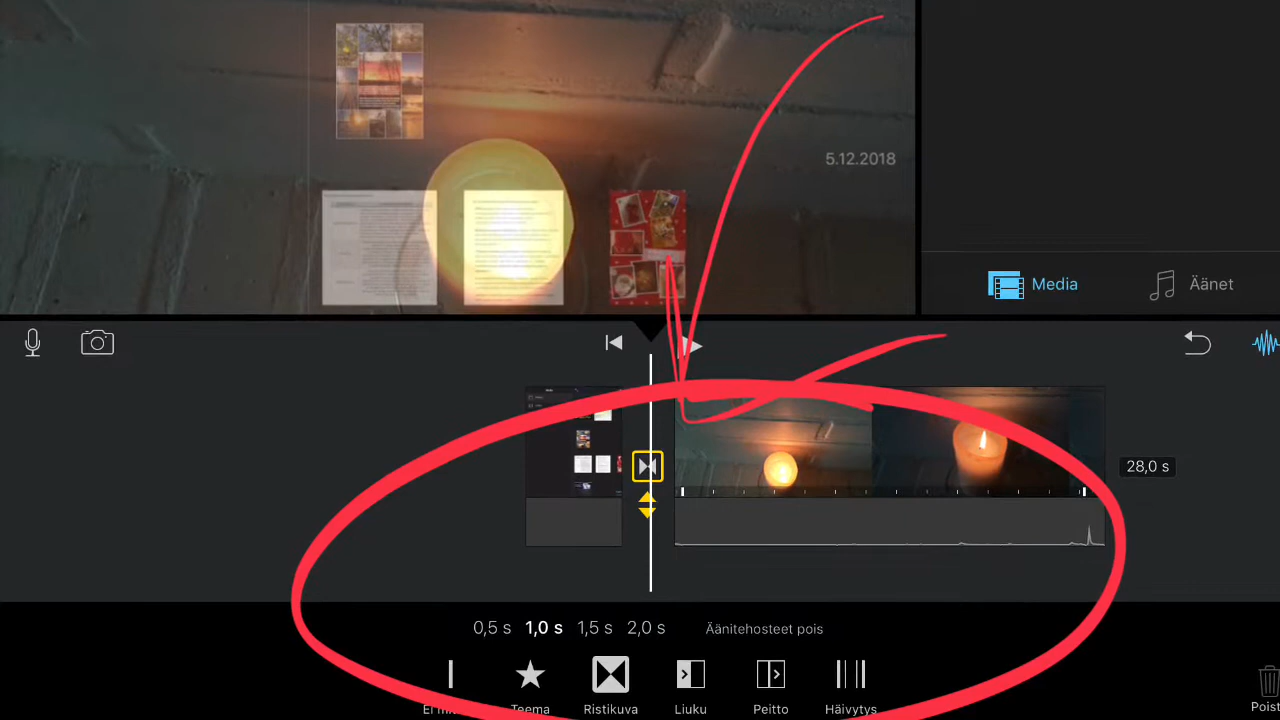 5.12.2018
Media
Äänet
28,0 s
0,5 s 1,0 s 1,5 s 2,0 s Äänitehosteet pois
Teema Ristikuva Liuku Peitto Häivytys